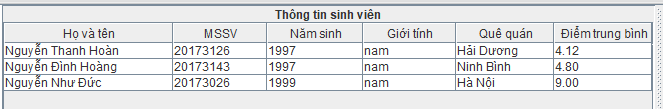 Thông tin sinh viên
Họ và tên MSSV Năm sinh Giới tính Quê quán Điểm trung bình
Nguyễn Thanh Hoàn 20173126 1997 nam Hải Dương 4.12
Nguyễn Đình Hoàng 20173143 1997 nam Ninh Bình 4.80
Nguyễn Như Đức 20173026 1999 nam Hà Nội 9.00